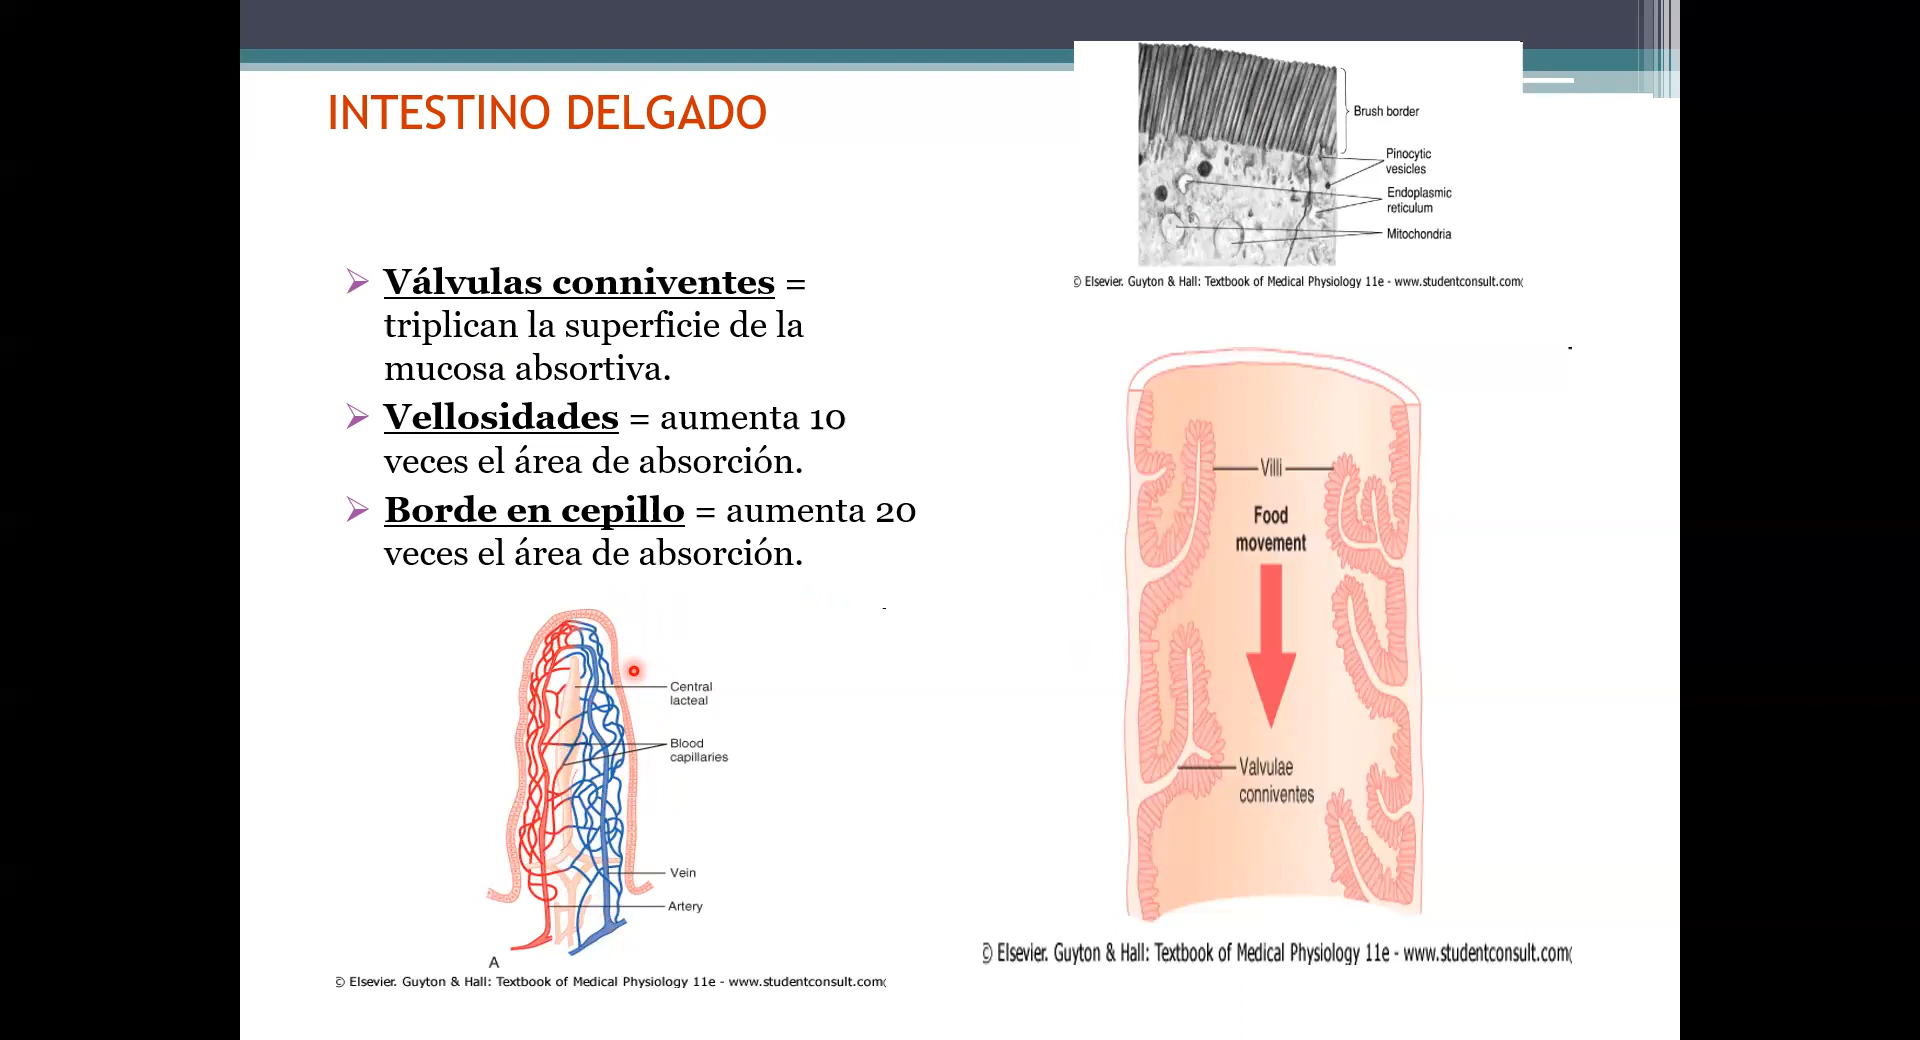 INTESTINO DELGADO
Válvulas conniventes =
triplican la superficie de la
mucosa absortiva.
Vellosidades = aumenta 10
veces el área de absorción.
Borde en cepillo = aumenta 20
veces el área de absorción.
Brush border
Pinocytic
vesicles
Endoplasmic
reticulum
Mitochondria
© Elsevier. Guyton & Hall: Textbook of Medical Physiology 11e - www.studentconsult.com
Villi
Food
movement
Valvulae
conniventes
© Elsevier. Guyton & Hall: Textbook of Medical Physiology 11e - www.studentconsult.com
Central
lacteal
Blood
capillaries
Vein
Artery
A
© Elsevier. Guyton & Hall: Textbook of Medical Physiology 11e - www.studentconsult.com